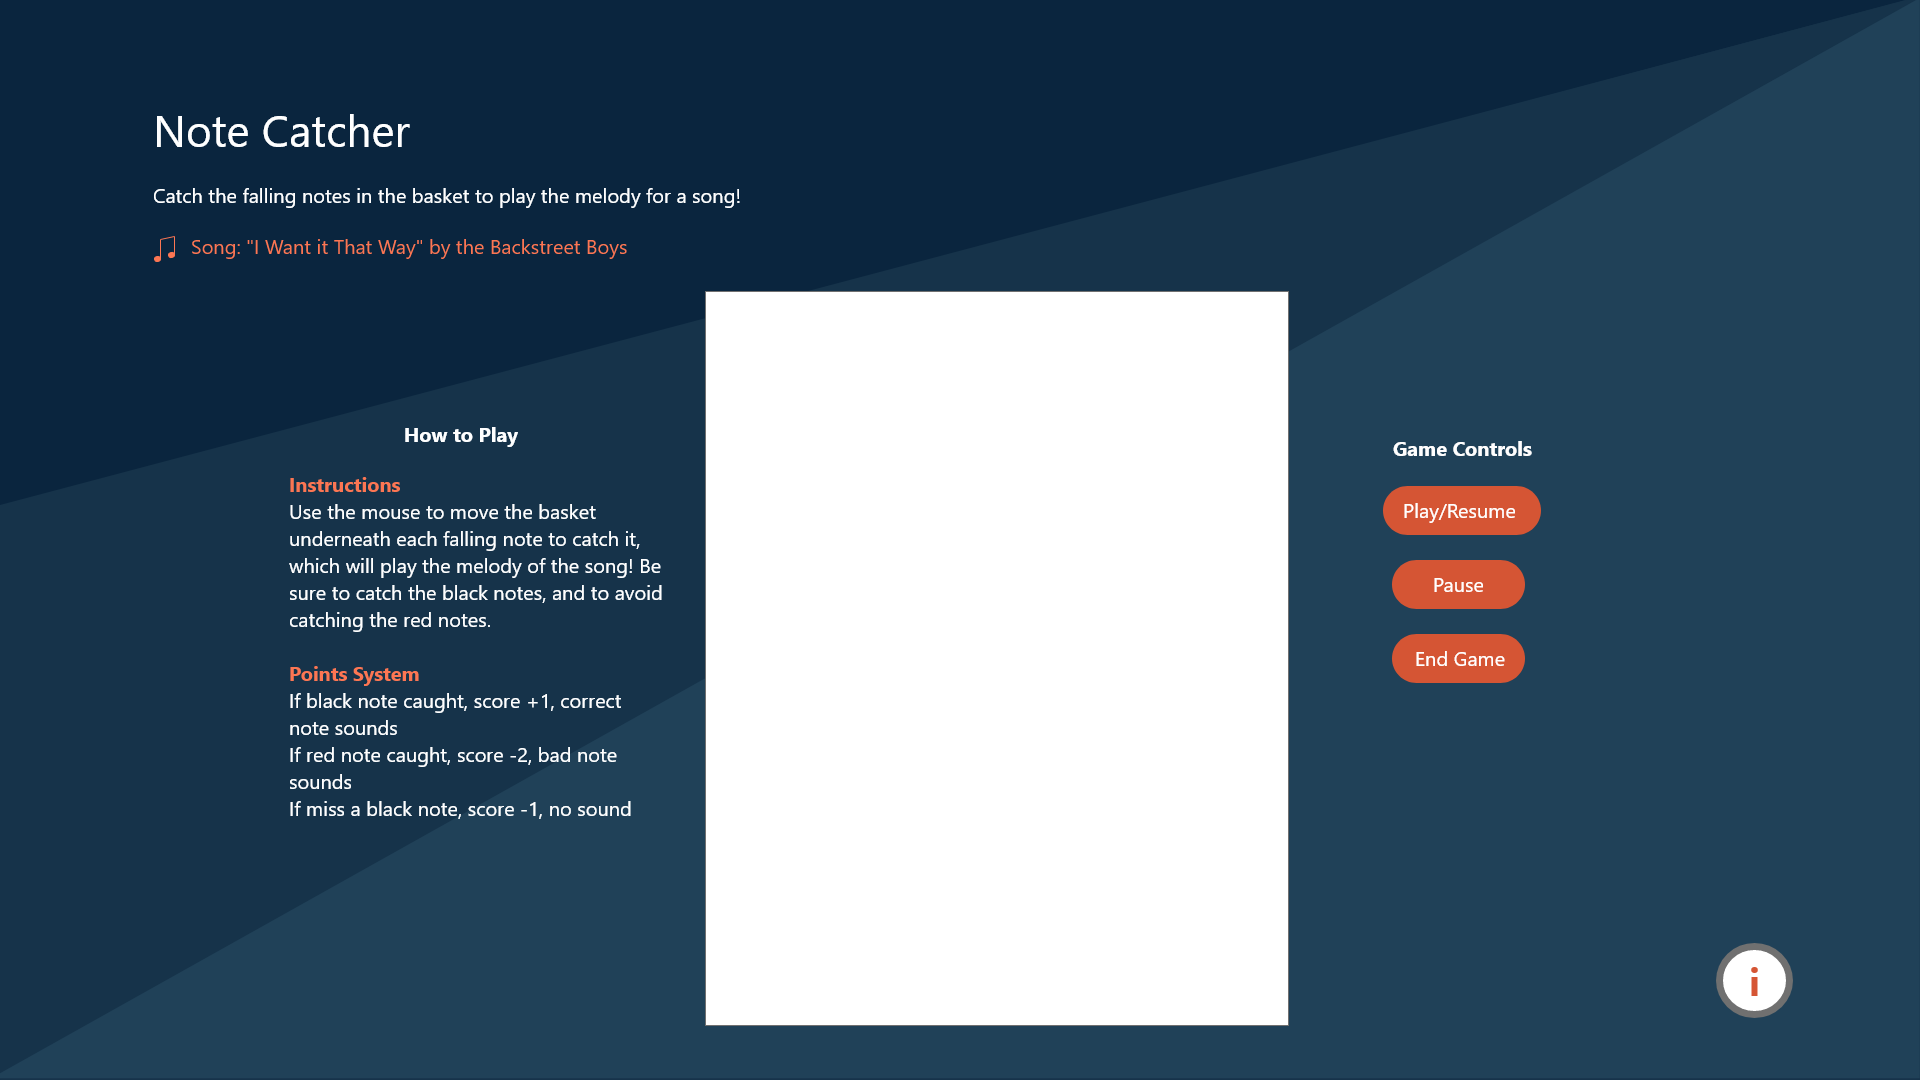 Note Catcher
Catch the falling notes in the basket to play the melody for a song!
Song: "I Want it That Way" by the Backstreet Boys
How to Play
Instructions
Use the mouse to move the basket
underneath each falling note to catch it,
which will play the melody of the song! Be
sure to catch the black notes, and to avoid
catching the red notes.
Points System
If black note caught, score +1, correct
note sounds
If red note caught, score -2, bad note
sounds
If miss a black note, score -1, no sound
Game Controls
Play/Resume
Pause
End Game
i